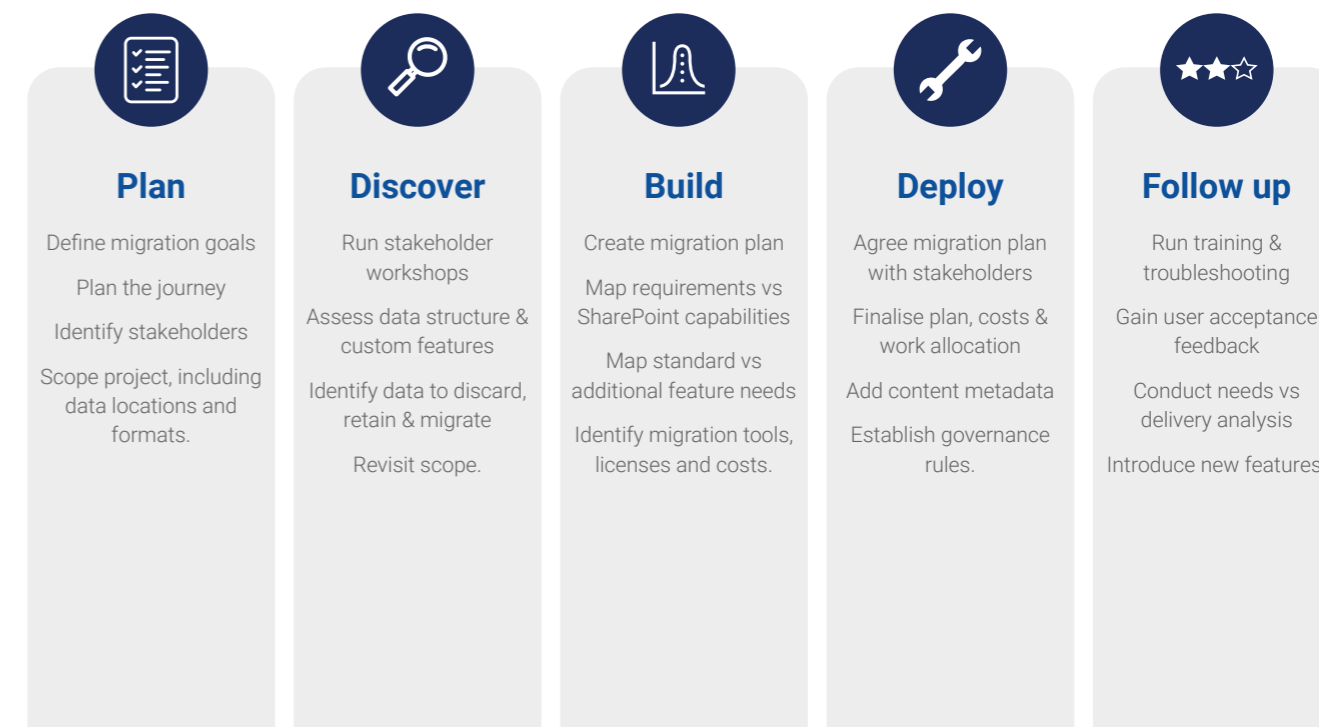 Plan
Define migration goals
Plan the journey
Identify stakeholders
Scope project, including
data locations and
formats.
Discover
Run stakeholder
workshops
Assess data structure &
custom features
Identify data to discard,
retain & migrate
Revisit scope.
Build
Create migration plan
Map requirements vs
SharePoint capabilities
Map standard vs
additional feature needs
Identify migration tools,
licenses and costs.
Deploy
Agree migration plan
with stakeholders
Finalise plan, costs &
work allocation
Add content metadata
Establish governance
rules.
Follow up
Run training &
troubleshooting
Gain user acceptance
feedback
Conduct needs vs
delivery analysis
Introduce new features